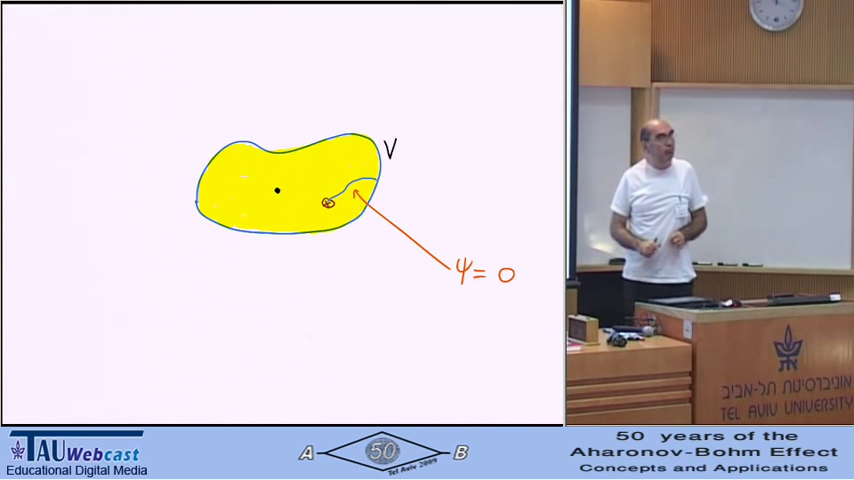 V
ψ = 0
אוניברסיטת תל-אביב
TEL AVIV UNIVERSITY
TAUWebcast
Educational Digital Media
A 50 B
Tel Aviv 2009
50 years of the
Aharonov-Bohm Effect
Concepts and Applications